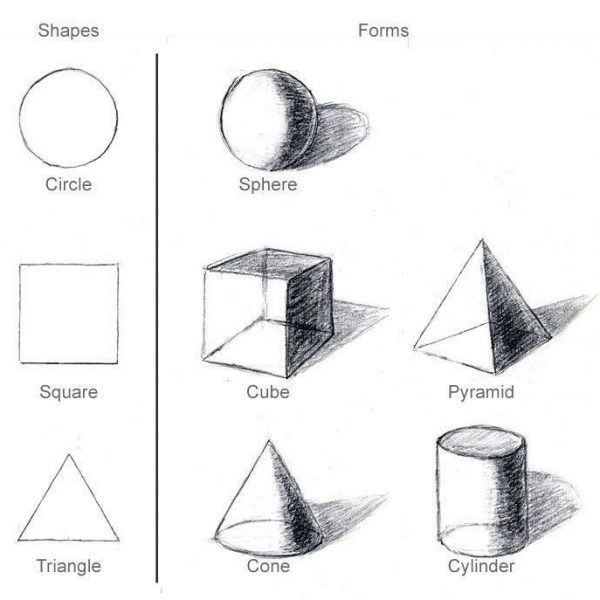 Shapes
Forms
Circle
Sphere
Square
Cube
Pyramid
Triangle
Cone
Cylinder